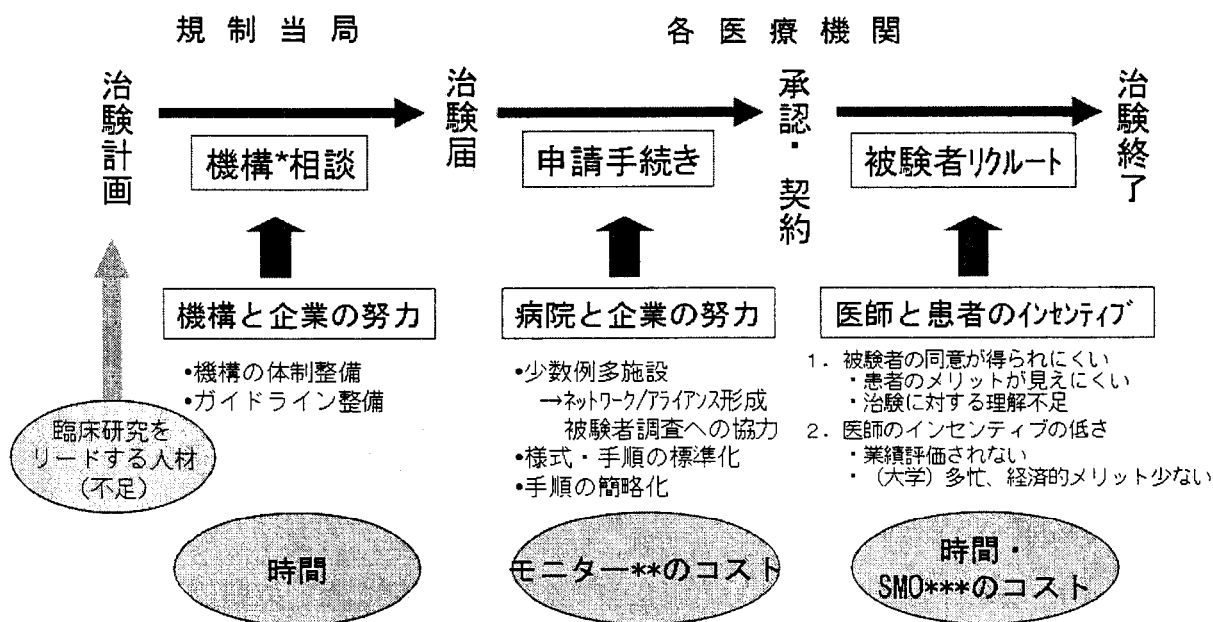 規制当局
各医療機関
治験計画
治験届
承認・契約
治験終了
機構*相談
申請手続き
被験者リクルート
機構と企業の努力
病院と企業の努力
医師と患者のインセンティブ
•機構の体制整備
•ガイドライン整備
•少数例多施設
→ネットワーク/アライアンス形成
被験者調査への協力
•様式・手順の標準化
•手順の簡略化
1. 被験者の同意が得られにくい
・患者のメリットが見えにくい
・治験に対する理解不足
2. 医師のインセンティブの低さ
・業績評価されない
・(大学)多忙、経済的メリット少ない
臨床研究を
リードする人材
(不足)
時間
モニター**のコスト
時間・
SMO***のコスト